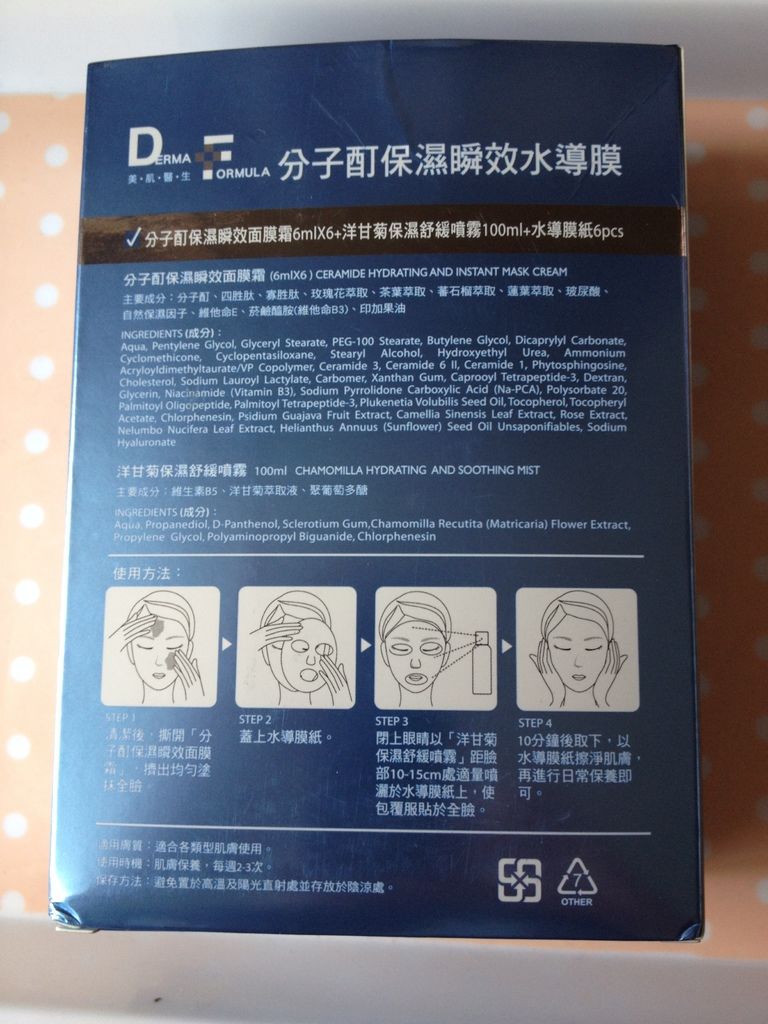 DERMA FORMULA 分子酊保濕瞬效水導膜
美·肌·醫·生
✓分子酊保濕瞬效面膜霜6mlX6+洋甘菊保濕舒緩噴霧100ml+水導膜紙6pcs
分子酊保濕瞬效面膜霜 (6mlX6 ) CERAMIDE HYDRATING AND INSTANT MASK CREAM
主要成分：分子酊、四胜肽、寡胜肽、玫瑰花萃取、茶葉萃取、蕃石榴萃取、蓮葉萃取、玻尿酸、
自然保濕因子、維他命E、菸鹼醯胺(維他命B3)、印加果油
INGREDIENTS (成分)：
Aqua, Pentylene Glycol, Glyceryl Stearate, PEG-100 Stearate, Butylene Glycol, Dicaprylyl Carbonate,
Cyclomethicone, Cyclopentasiloxane, Stearyl Alcohol, Hydroxyethyl Urea, Ammonium
Acryloyldimethyltaurate/VP Copolymer, Ceramide 3, Ceramide 6 II, Ceramide 1, Phytosphingosine,
Cholesterol, Sodium Lauroyl Lactylate, Carbomer, Xanthan Gum, Caprooyl Tetrapeptide-3, Dextran,
Glycerin, Niacinamide (Vitamin B3), Sodium Pyrrolidone Carboxylic Acid (Na-PCA), Polysorbate 20,
Palmitoyl Oligopeptide, Palmitoyl Tetrapeptide-3, Plukenetia Volubilis Seed Oil, Tocopherol, Tocopheryl
Acetate, Chlorphenesin, Psidium Guajava Fruit Extract, Camellia Sinensis Leaf Extract, Rose Extract,
Nelumbo Nucifera Leaf Extract, Helianthus Annuus (Sunflower) Seed Oil Unsaponifiables, Sodium
Hyaluronate
洋甘菊保濕舒緩噴霧 100ml CHAMOMILLA HYDRATING AND SOOTHING MIST
主要成分：維生素B5、洋甘菊萃取液、聚葡萄多醣
INGREDIENTS (成分)：
Aqua, Propanediol, D-Panthenol, Sclerotium Gum,Chamomilla Recutita (Matricaria) Flower Extract,
Propylene Glycol, Polyaminopropyl Biguanide, Chlorphenesin
使用方法：
STEP 1
清潔後，撕開「分
子酊保濕瞬效面膜
霜」，擠出均勻塗
抹全臉。
STEP 2
蓋上水導膜紙。
STEP 3
閉上眼睛以「洋甘菊
保濕舒緩噴霧」距臉
部10-15cm處適量噴
灑於水導膜紙上，使
包覆服貼於全臉。
STEP 4
10分鐘後取下，以
水導膜紙擦淨肌膚，
再進行日常保養即
可。
適用膚質：適合各類型肌膚使用。
使用時機：肌膚保養，每週2-3次。
保存方法：避免置於高溫及陽光直射處並存放於陰涼處。
7
OTHER